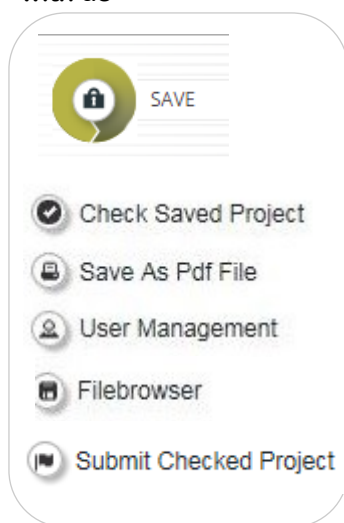 SAVE
Check Saved Project
Save As Pdf File
User Management
Filebrowser
Submit Checked Project